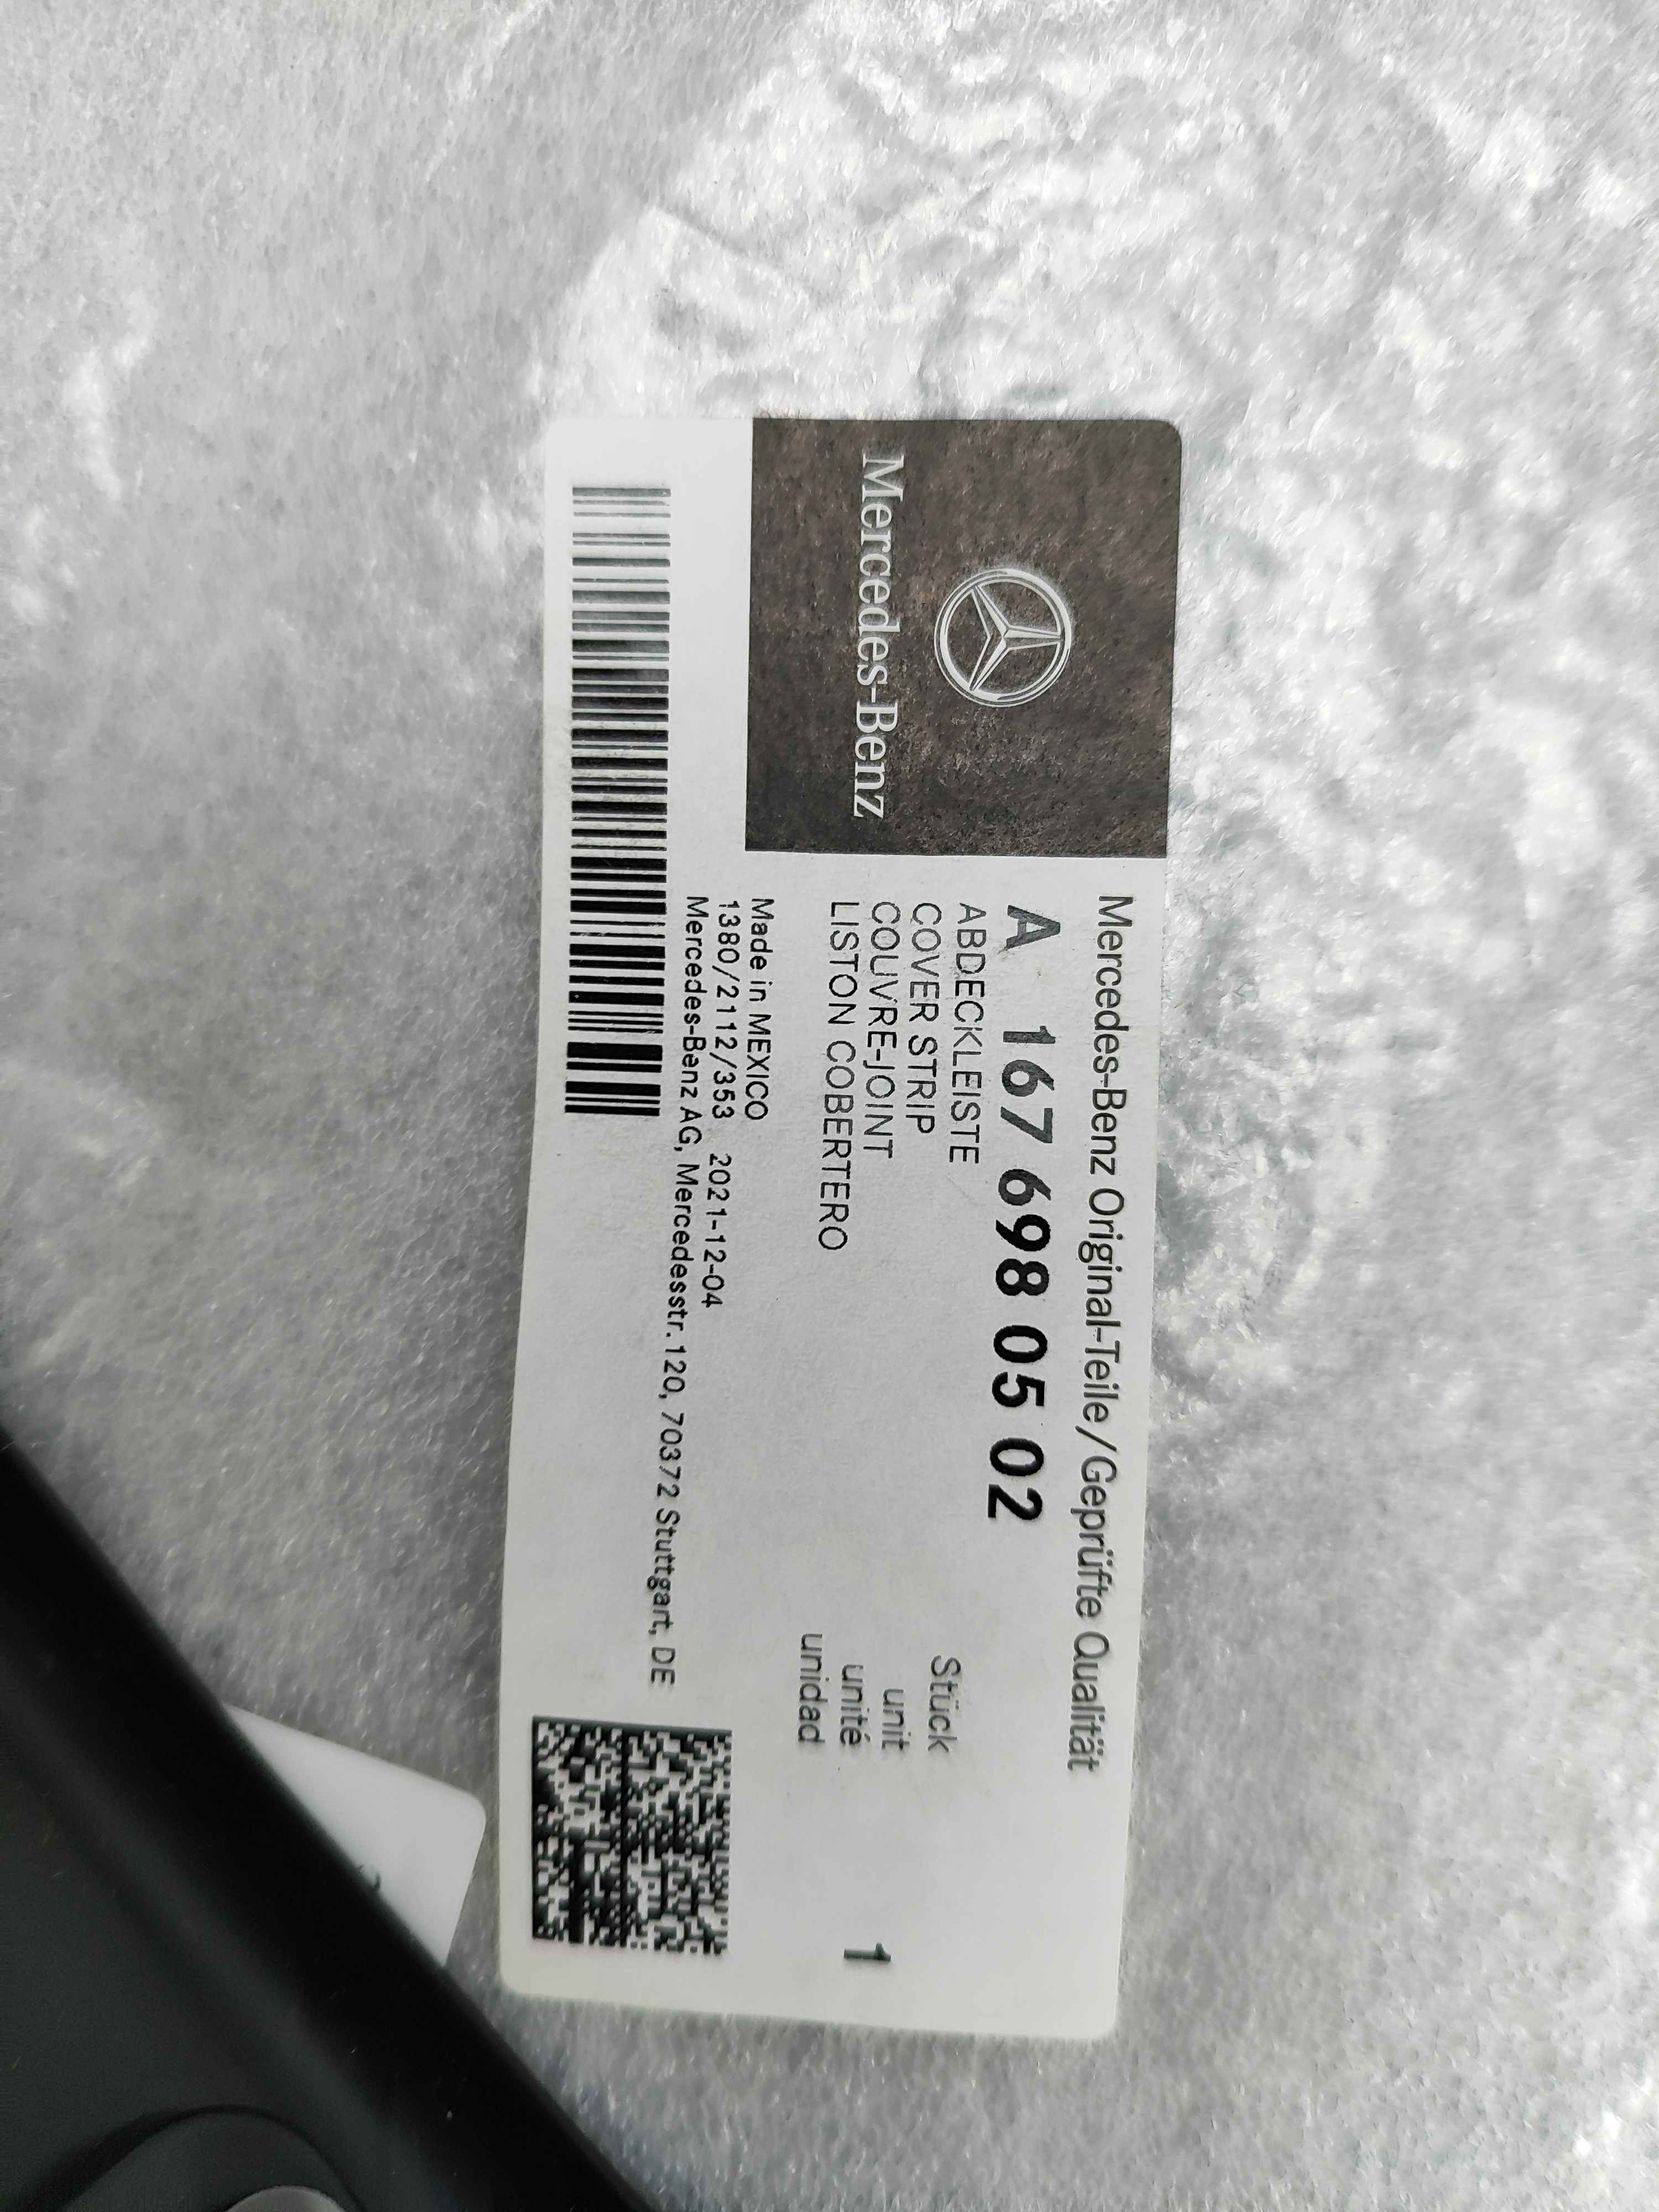 Mercedes-Benz
Mercedes-Benz Original-Teile/Geprüfte Qualität
A 167 698 05 02
ABDECKLEISTE
COVER STRIP
COUVRE-JOINT
LISTON COBERTERO
Stück
unit
unité
unidad
1
Made in MEXICO
1380/2112/353 2021-12-04
Mercedes-Benz AG, Mercedesstr. 120, 70372 Stuttgart, DE